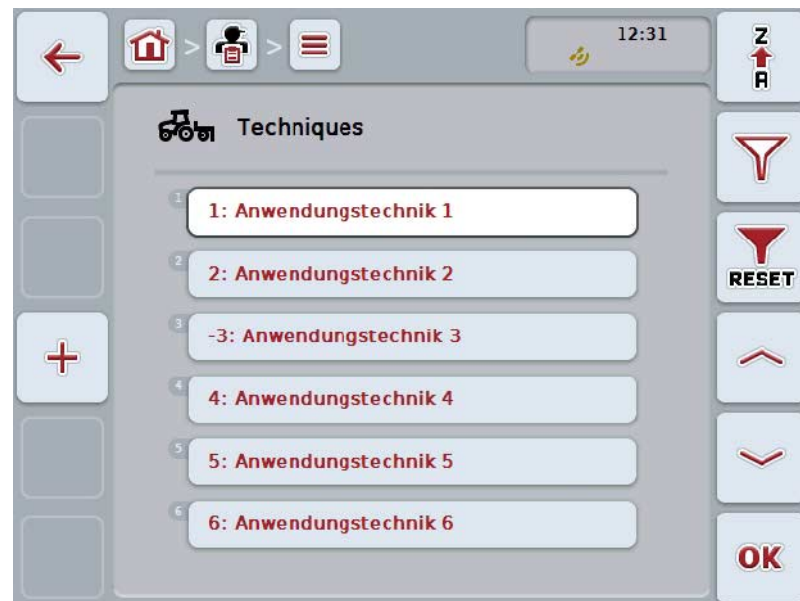 12:31
Z
A
Techniques
1
1: Anwendungstechnik 1
2
2: Anwendungstechnik 2
RESET
3
-3: Anwendungstechnik 3
4
4: Anwendungstechnik 4
5
5: Anwendungstechnik 5
6
6: Anwendungstechnik 6
OK